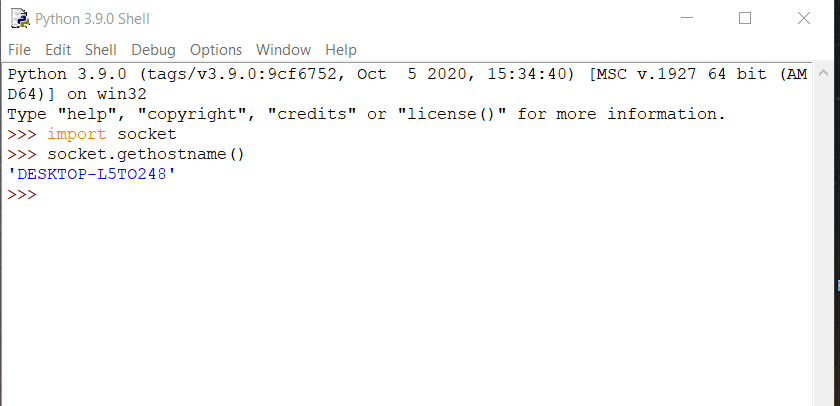 Python 3.9.0 Shell
File Edit Shell Debug Options Window Help
Python 3.9.0 (tags/v3.9.0:9cf6752, Oct  5 2020, 15:34:40) [MSC v.1927 64 bit (AM
D64)] on win32
Type "help", "copyright", "credits" or "license()" for more information.
>>> import socket
>>> socket.gethostname()
'DESKTOP-L5TO248'
>>>